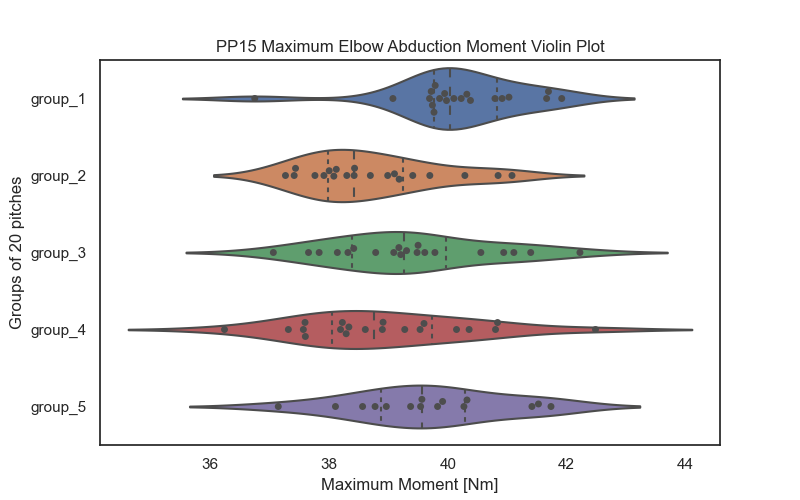 PP15 Maximum Elbow Abduction Moment Violin Plot
Groups of 20 pitches
group_1
group_2
group_3
group_4
group_5
36 38 40 42 44
Maximum Moment [Nm]